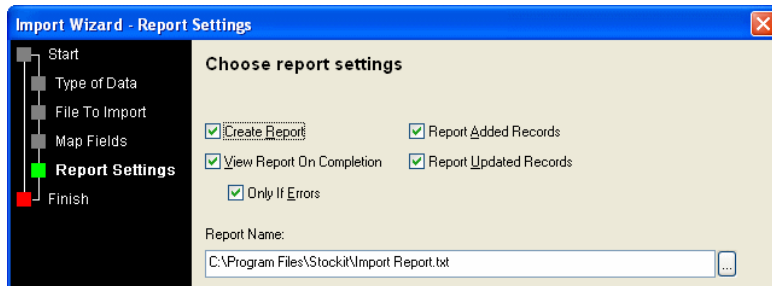 Import Wizard - Report Settings
Start
Type of Data
File To Import
Map Fields
Report Settings
Finish
Choose report settings
Create Report
Report Added Records
View Report On Completion
Report Updated Records
Only If Errors
Report Name:
C:\Program Files\Stockit\Import Report.txt
...